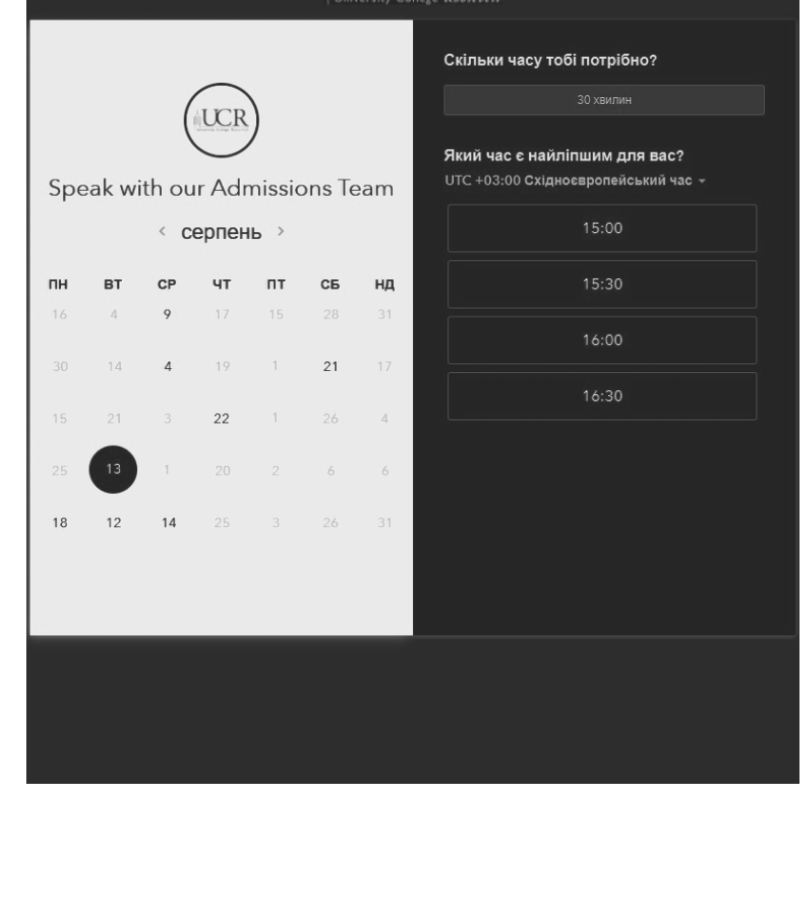 | University College
Скільки часу тобі потрібно?
30 хвилин
Який час є найліпшим для вас?
UTC +03:00 Східноєвропейський час
15:00
15:30
16:00
16:30
UCR
Speak with our Admissions Team
< серпень >
ПН ВТ СР ЧТ ПТ СБ НД
16 4 9 17 15 28 31
30 14 4 19 1 21 17
15 21 3 22 1 26 4
25 13 1 20 2 6 6
18 12 14 25 3 26 31